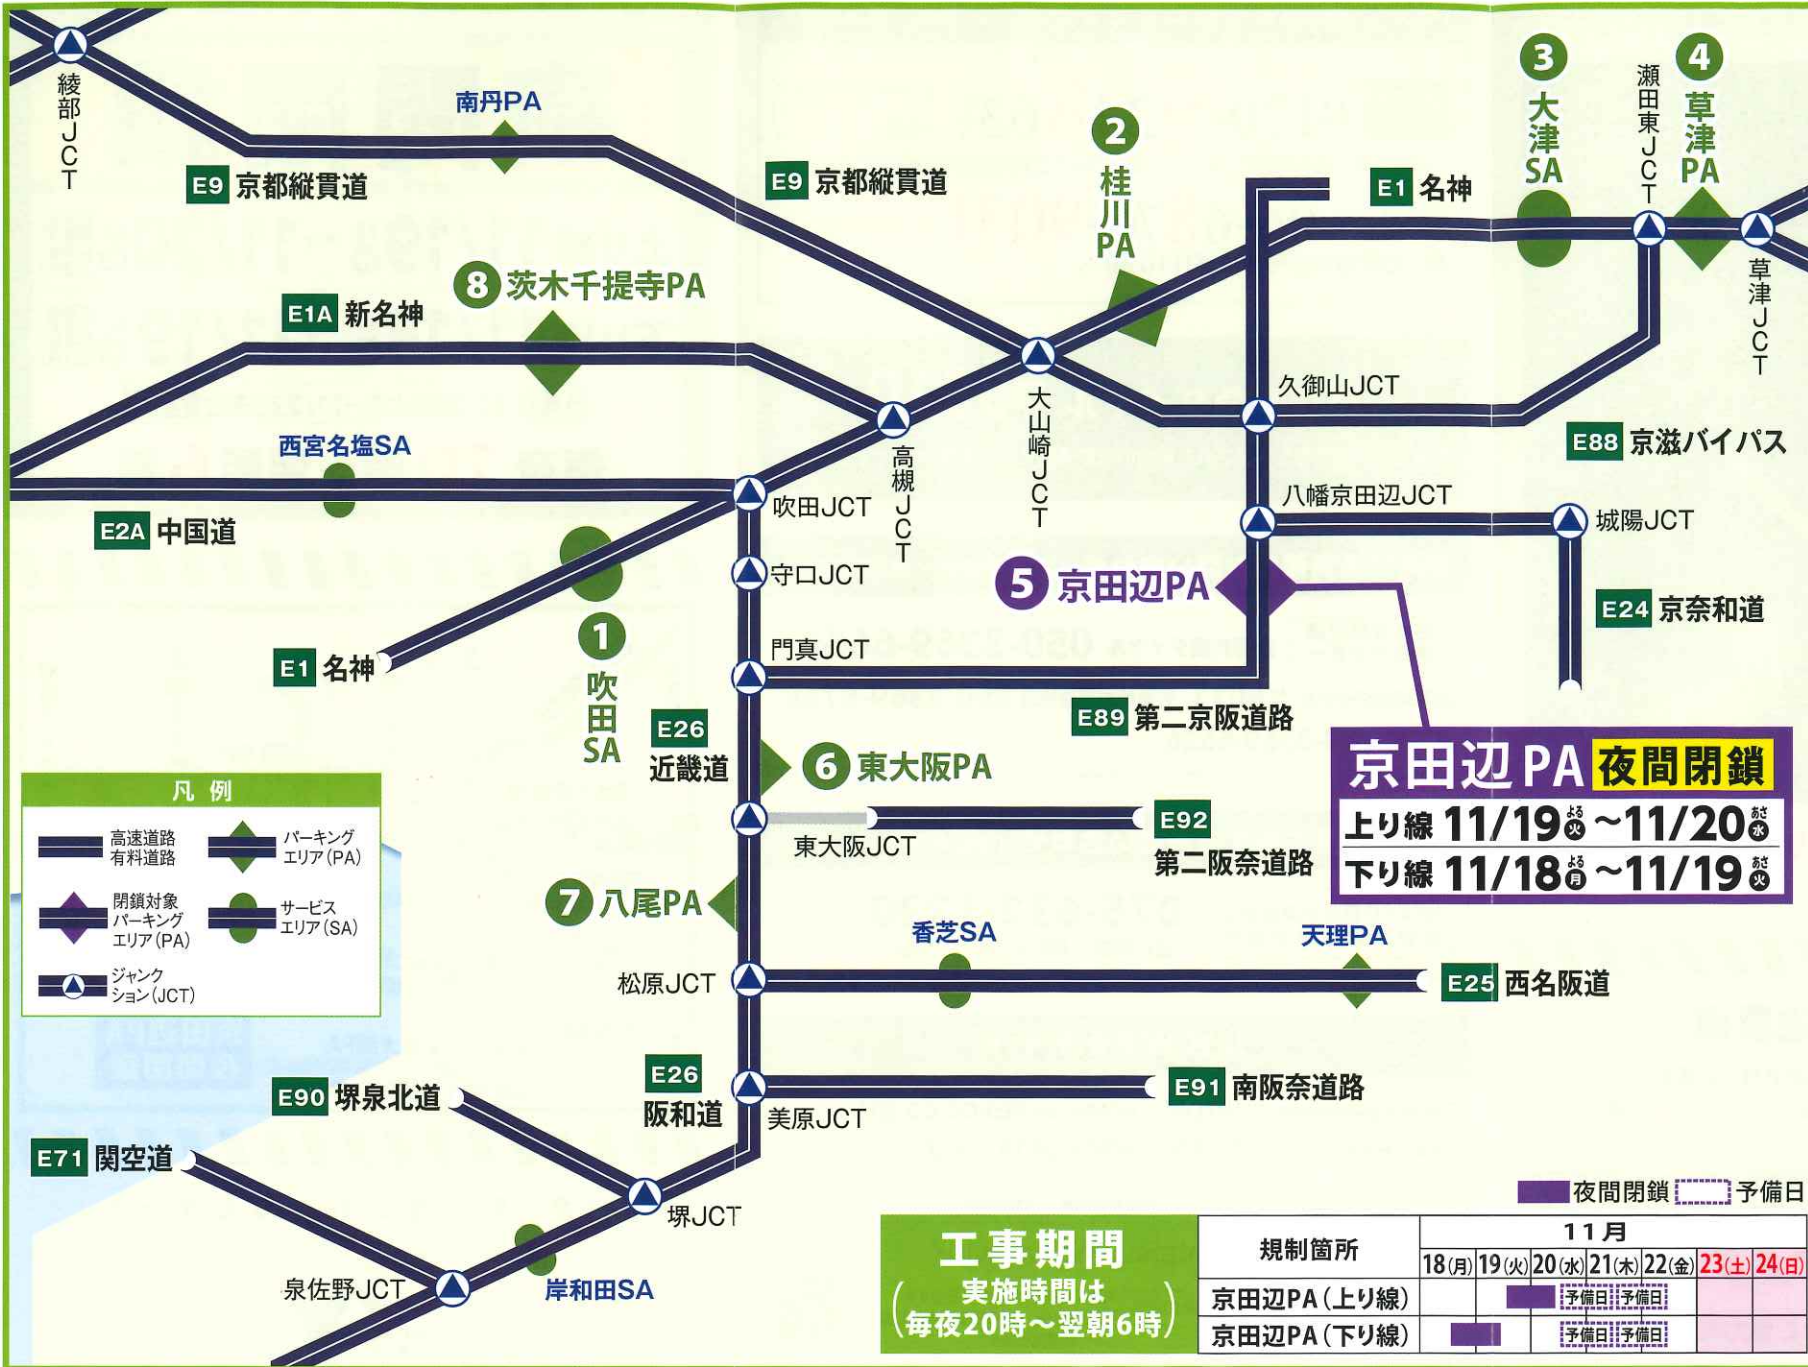 綾部JCT
南丹PA
E9 京都縦貫道
E9 京都縦貫道
2
桂川PA
E1 名神
3
大津SA
瀬田東JCT
4
草津PA
草津JCT
8 茨木千提寺PA
E1A 新名神
西宮名塩SA
E2A 中国道
高槻JCT
大山崎JCT
久御山JCT
E88 京滋バイパス
吹田JCT
守口JCT
八幡京田辺JCT
城陽JCT
5 京田辺PA
E24 京奈和道
E1 名神
1
吹田SA
門真JCT
E89 第二京阪道路
E26
近畿道
6 東大阪PA
東大阪JCT
E92
第二阪奈道路
京田辺PA 夜間閉鎖
上り線 11/19よる火～11/20あさ水
下り線 11/18よる月～11/19あさ火
凡例
高速道路
有料道路
パーキング
エリア(PA)
閉鎖対象
パーキング
エリア(PA)
サービス
エリア(SA)
ジャンク
ション(JCT)
7 八尾PA
松原JCT
香芝SA
天理PA
E25 西名阪道
E26
阪和道
美原JCT
E91 南阪奈道路
E90 堺泉北道
E71 関空道
堺JCT
泉佐野JCT
岸和田SA
夜間閉鎖 予備日
工事期間
(実施時間は
毎夜20時～翌朝6時)
規制箇所
11月
18(月) 19(火) 20(水) 21(木) 22(金) 23(土) 24(日)
京田辺PA(上り線) 予備日 予備日
京田辺PA(下り線) 予備日 予備日